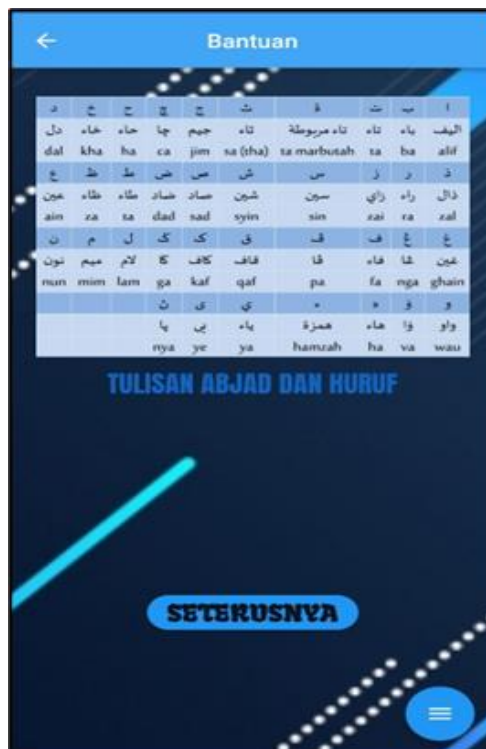 Bantuan
ا ب ت ة ث ج چ ح خ د
اليف باء تاء تاء مربوطة ثاء جيم چا حاء خاء دال
dal kha ha ca jim sa (tha) ta marbutah ta ba alif
ذ ر ز س ش ص ض ط ظ ع
ذال راء زاي سين شين صاد ضاد طاء ظاء عين
ain za ta dad sad syin sin zai ra zal
غ ڠ ف ڤ ق ک ݢ ل م ن
غين ڠا فاء ڤا قاف کاف ݢا لام ميم نون
nun mim lam ga kaf qaf pa fa nga ghain
و ۏ ه ء ي ى ڽ
واو ۏا هاء همزة ياء يى ڽا
nya ye ya hamzah ha va wau
TULISAN ABJAD DAN HURUF
SETERUSNYA